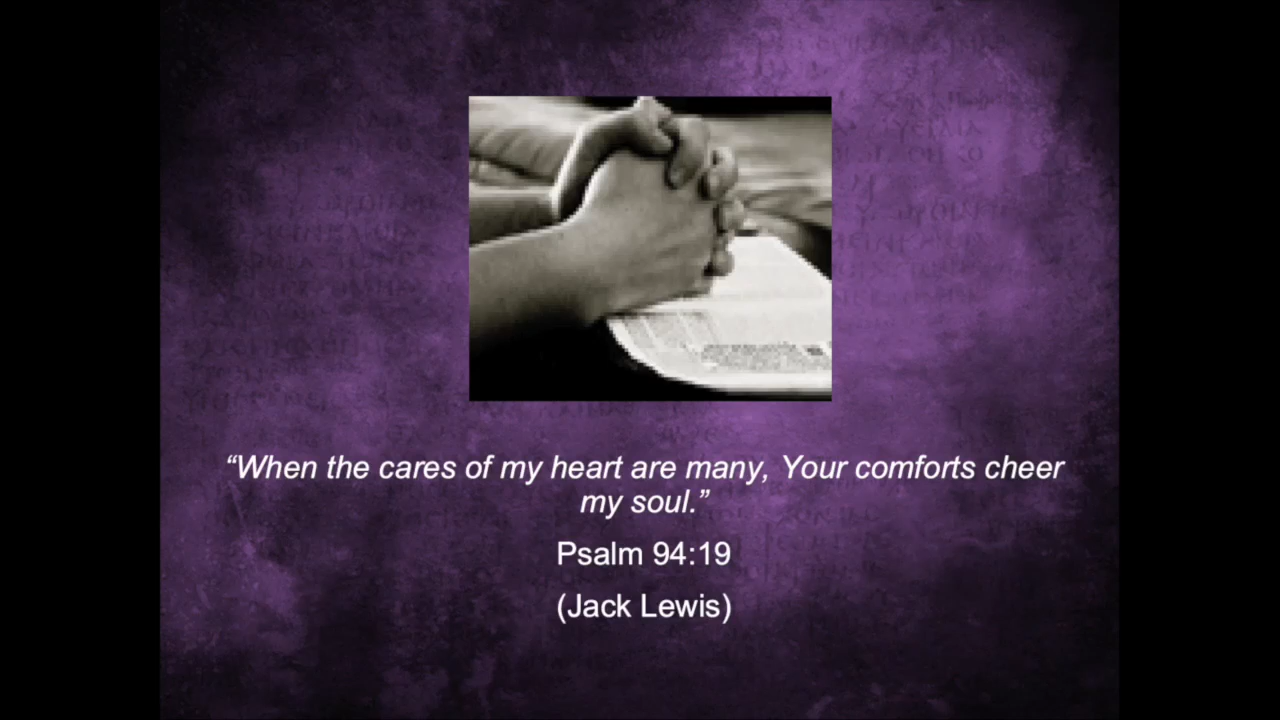 “When the cares of my heart are many, Your comforts cheer
my soul.”
Psalm 94:19
(Jack Lewis)